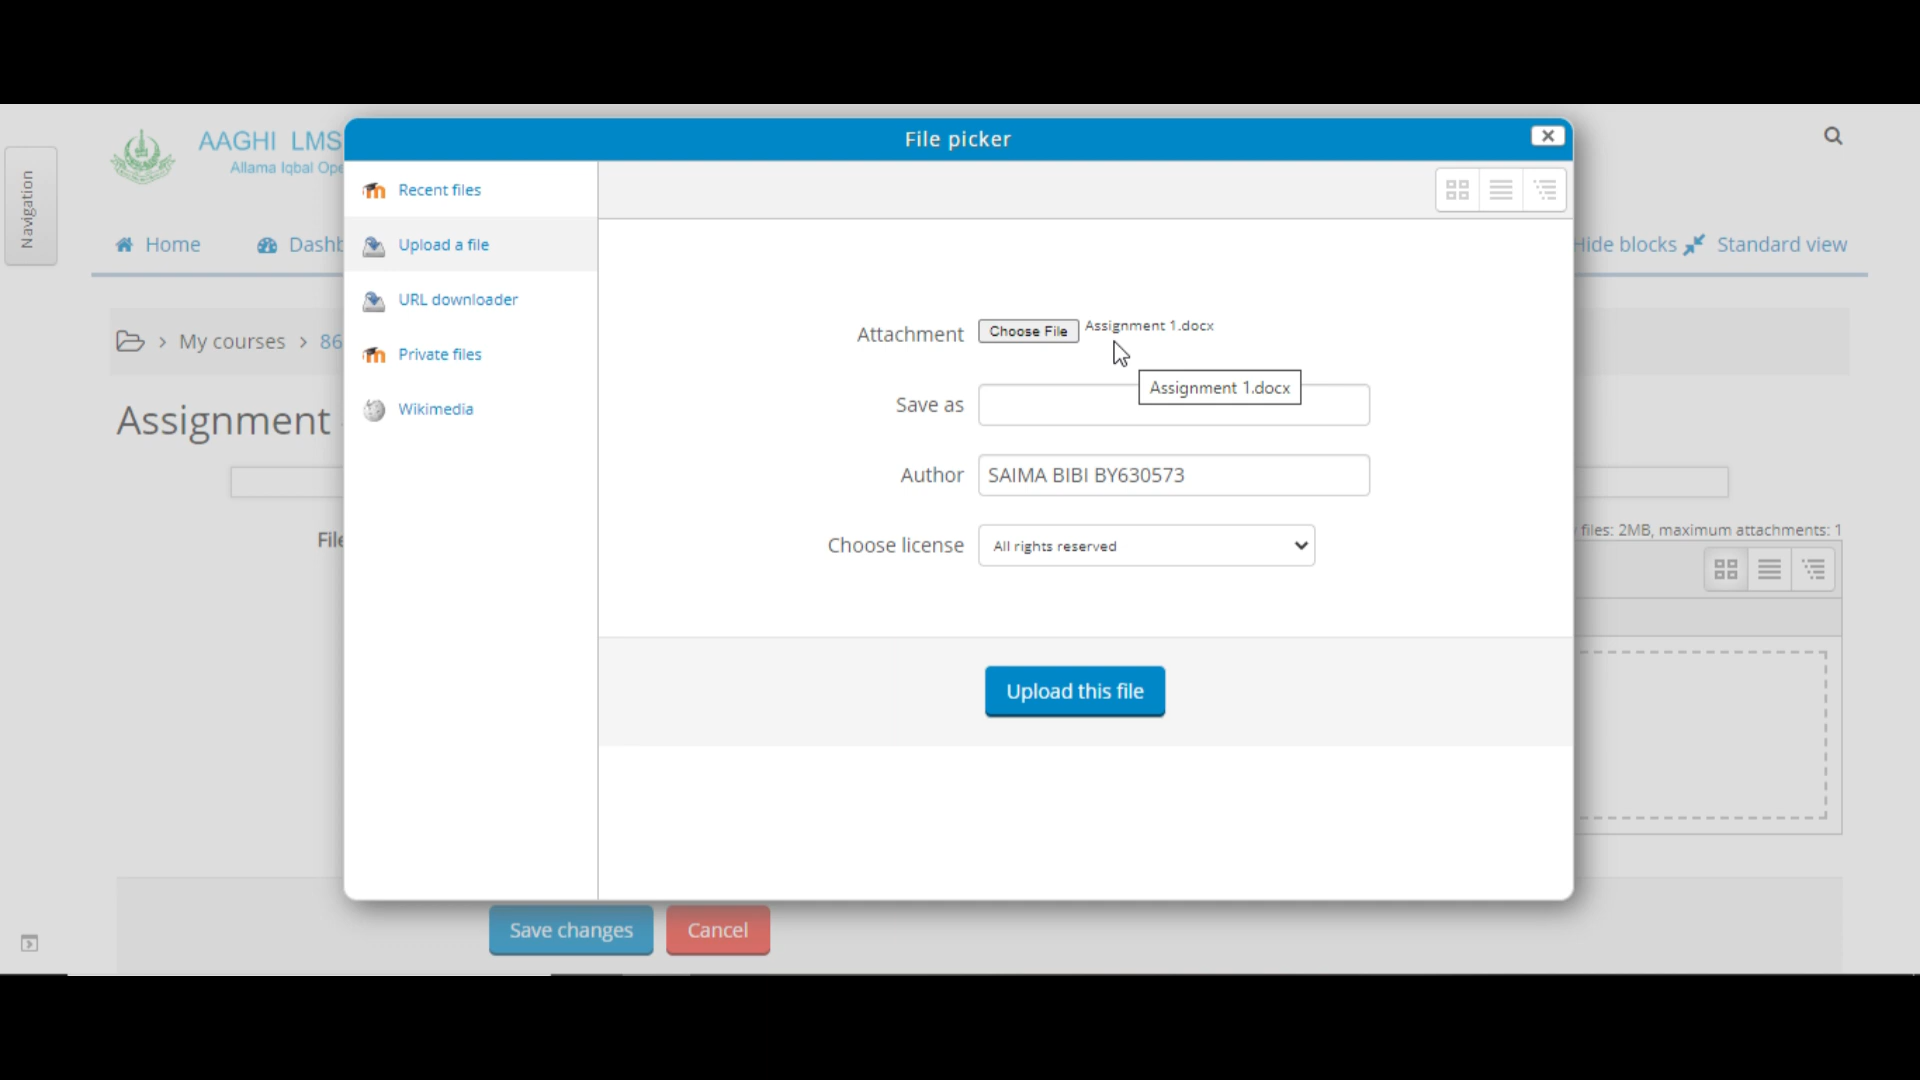 File picker
AAGHI LMS
Allama Iqbal Ope
Navigation
Home
Dashb
Hide blocks
Standard view
Recent files
Upload a file
URL downloader
Private files
Wikimedia
My courses
86
Assignment
File
Attachment
Choose File
Assignment 1.docx
Assignment 1.docx
Save as
Author
SAIMA BIBI BY630573
Choose license
All rights reserved
files: 2MB, maximum attachments: 1
Upload this file
Save changes
Cancel